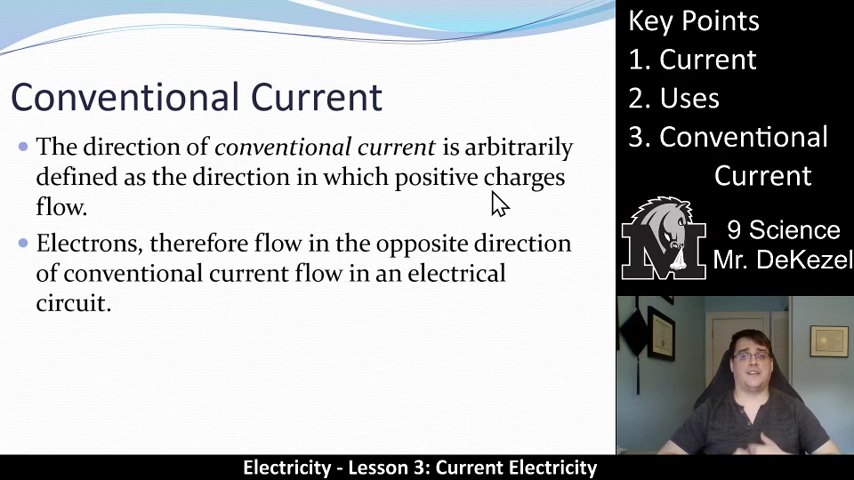 Conventional Current
The direction of conventional current is arbitrarily
defined as the direction in which positive charges
flow.
Electrons, therefore flow in the opposite direction
of conventional current flow in an electrical
circuit.
Key Points
1. Current
2. Uses
3. Conventional
Current
M
9 Science
Mr. DeKezel
Electricity - Lesson 3: Current Electricity